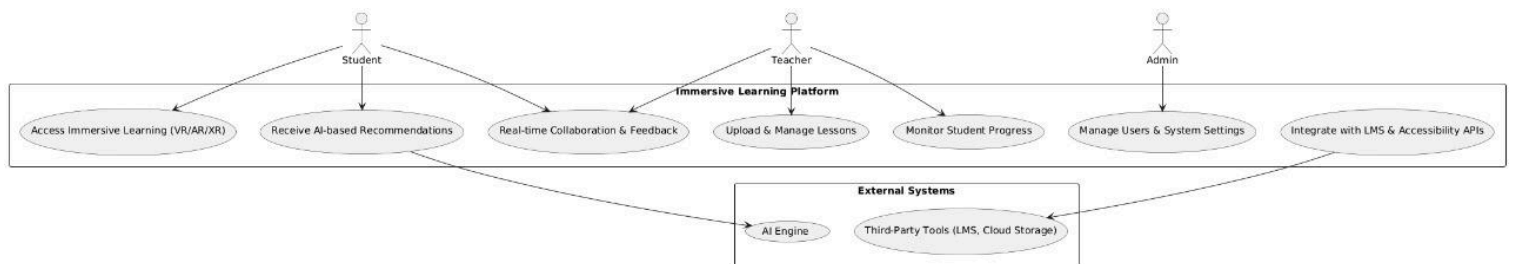 Student
Teacher
Admin
Immersive Learning Platform
Access Immersive Learning (VR/AR/XR)
Receive AI-based Recommendations
Real-time Collaboration & Feedback
Upload & Manage Lessons
Monitor Student Progress
Manage Users & System Settings
Integrate with LMS & Accessibility APIs
External Systems
AI Engine
Third-Party Tools (LMS, Cloud Storage)